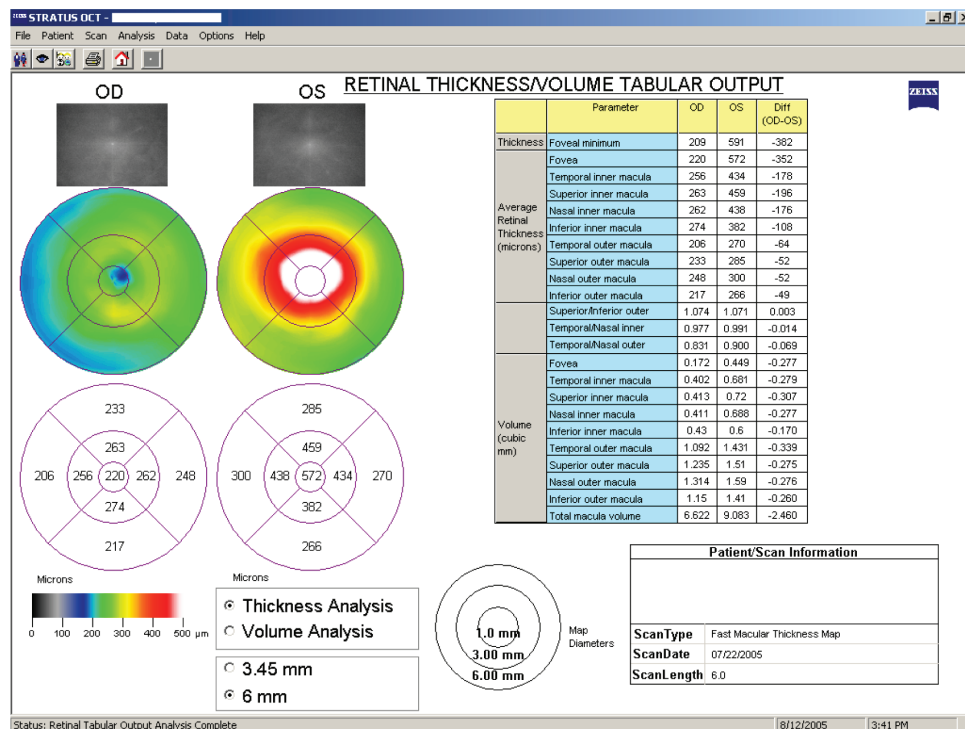 ZEISS STRATUS OCT -
File Patient Scan Analysis Data Options Help
RETINAL THICKNESS/VOLUME TABULAR OUTPUT
ZEISS
OD OS
Parameter OD OS Diff (OD-OS)
Thickness Foveal minimum 209 591 -382
Average Retinal Thickness (microns)
Fovea 220 572 -352
Temporal inner macula 256 434 -178
Superior inner macula 263 459 -196
Nasal inner macula 262 438 -176
Inferior inner macula 274 382 -108
Temporal outer macula 206 270 -64
Superior outer macula 233 285 -52
Nasal outer macula 248 300 -52
Inferior outer macula 217 266 -49
Superior/Inferior outer 1.074 1.071 0.003
Temporal/Nasal inner 0.977 0.991 -0.014
Temporal/Nasal outer 0.831 0.900 -0.069
Volume (cubic mm)
Fovea 0.172 0.449 -0.277
Temporal inner macula 0.402 0.681 -0.279
Superior inner macula 0.413 0.72 -0.307
Nasal inner macula 0.411 0.688 -0.277
Inferior inner macula 0.43 0.6 -0.170
Temporal outer macula 1.092 1.431 -0.339
Superior outer macula 1.235 1.51 -0.275
Nasal outer macula 1.314 1.59 -0.276
Inferior outer macula 1.15 1.41 -0.260
Total macula volume 6.622 9.083 -2.460
233
263
206 256 220 262 248
274
217
285
459
300 438 572 434 270
382
266
Microns
Microns
0 100 200 300 400 500 µm
Thickness Analysis
Volume Analysis
3.45 mm
6 mm
1.0 mm
3.00 mm
6.00 mm
Map Diameters
Patient/Scan Information
ScanType Fast Macular Thickness Map
ScanDate 07/22/2005
ScanLength 6.0
Status: Retinal Tabular Output Analysis Complete 8/12/2005 3:41 PM